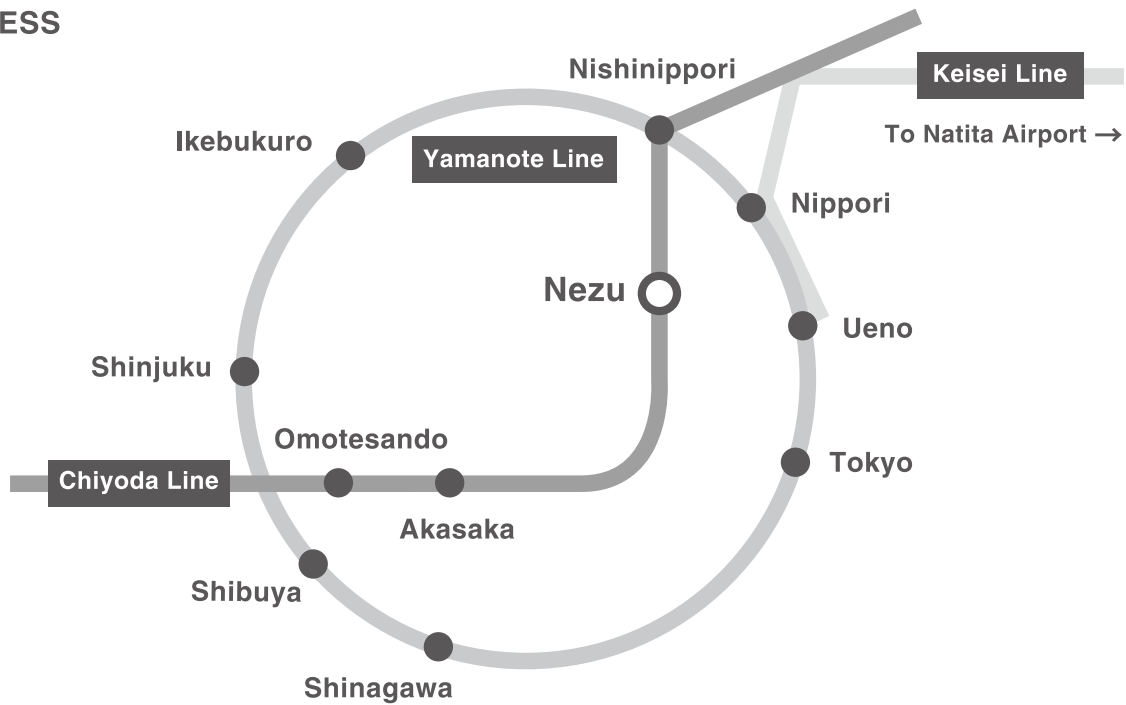 ESS
Nishinippori
Keisei Line
Ikebukuro
Yamanote Line
To Natita Airport →
Nippori
Nezu
Ueno
Shinjuku
Omotesando
Tokyo
Chiyoda Line
Akasaka
Shibuya
Shinagawa